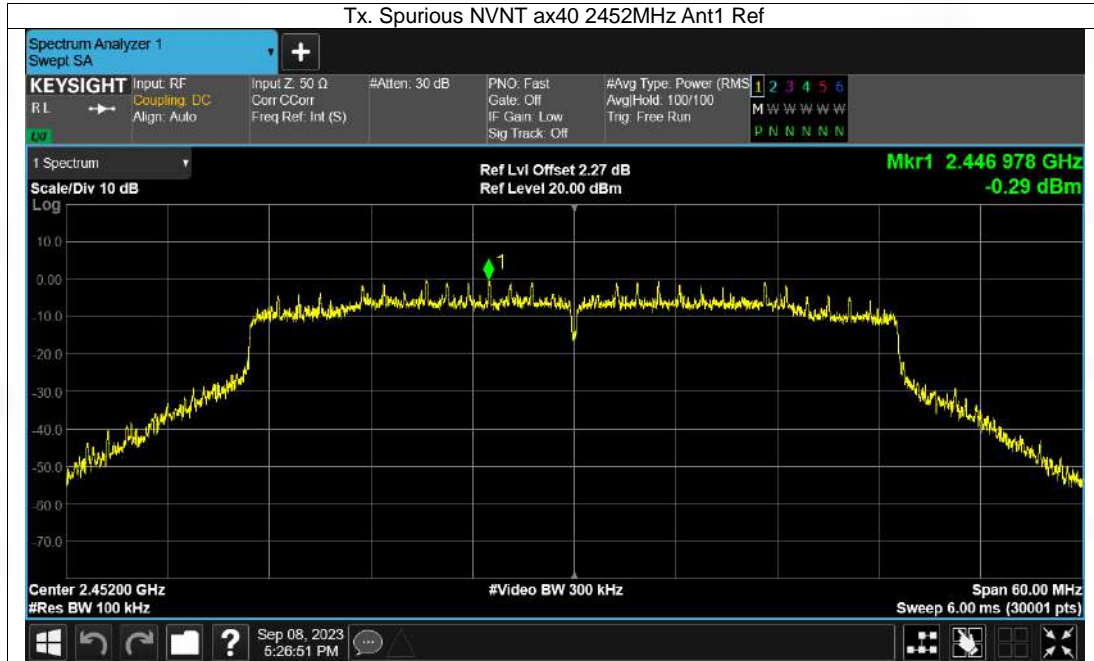 Tx. Spurious NVNT ax40 2452MHz Ant1 Ref
Spectrum Analyzer 1
Swept SA
+
KEYSIGHT Input: RF Input Z: 50 Ω #Atten: 30 dB PNO: Fast #Avg Type: Power (RMS 1 2 3 4 5 6
R L Coupling: DC Corr CCorr Gate: Off Avg|Hold: 100/100 M W W W W W
Align: Auto Freq Ref: Int (S) IF Gain: Low Trig: Free Run
LXI Sig Track: Off P N N N N N
1 Spectrum Ref Lvl Offset 2.27 dB Mkr1 2.446 978 GHz
Scale/Div 10 dB Ref Level 20.00 dBm -0.29 dBm
Log
10.0
1
0.00
-10.0
-20.0
-30.0
-40.0
-50.0
-60.0
-70.0
Center 2.45200 GHz #Video BW 300 kHz Span 60.00 MHz
#Res BW 100 kHz Sweep 6.00 ms (30001 pts)
? Sep 08, 2023
5:26:51 PM